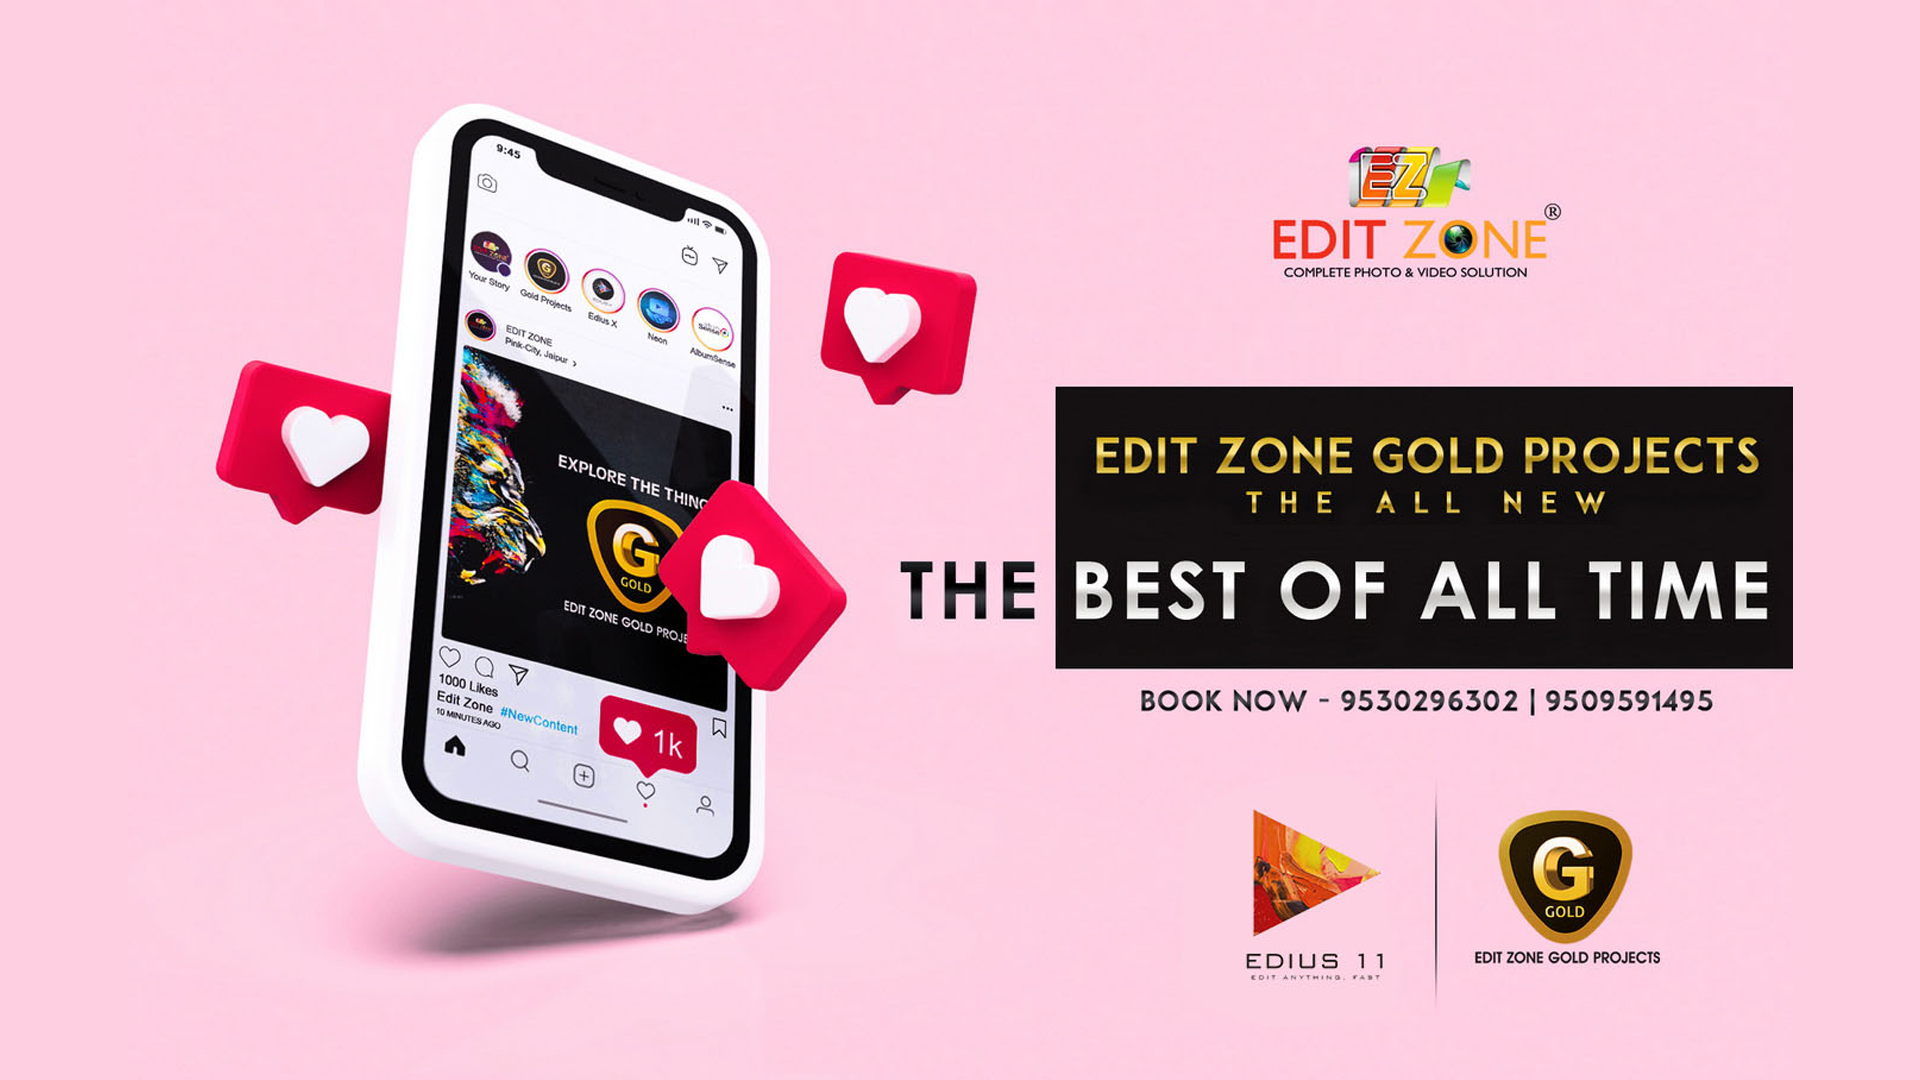 9:45
Your Story
Gold Projects
Edius X
Neon
AlbumSense
EDIT ZONE
Pink-City, Jaipur >
EXPLORE THE THING
G
GOLD
EDIT ZONE GOLD PROJE
1000 Likes
Edit Zone #NewContent
10 MINUTES AGO
1k
EZ
EDIT ZONE®
COMPLETE PHOTO & VIDEO SOLUTION
EDIT ZONE GOLD PROJECTS
THE ALL NEW
THE BEST OF ALL TIME
BOOK NOW - 9530296302 | 9509591495
EDIUS 11
EDIT ANYTHING, FAST
G
GOLD
EDIT ZONE GOLD PROJECTS